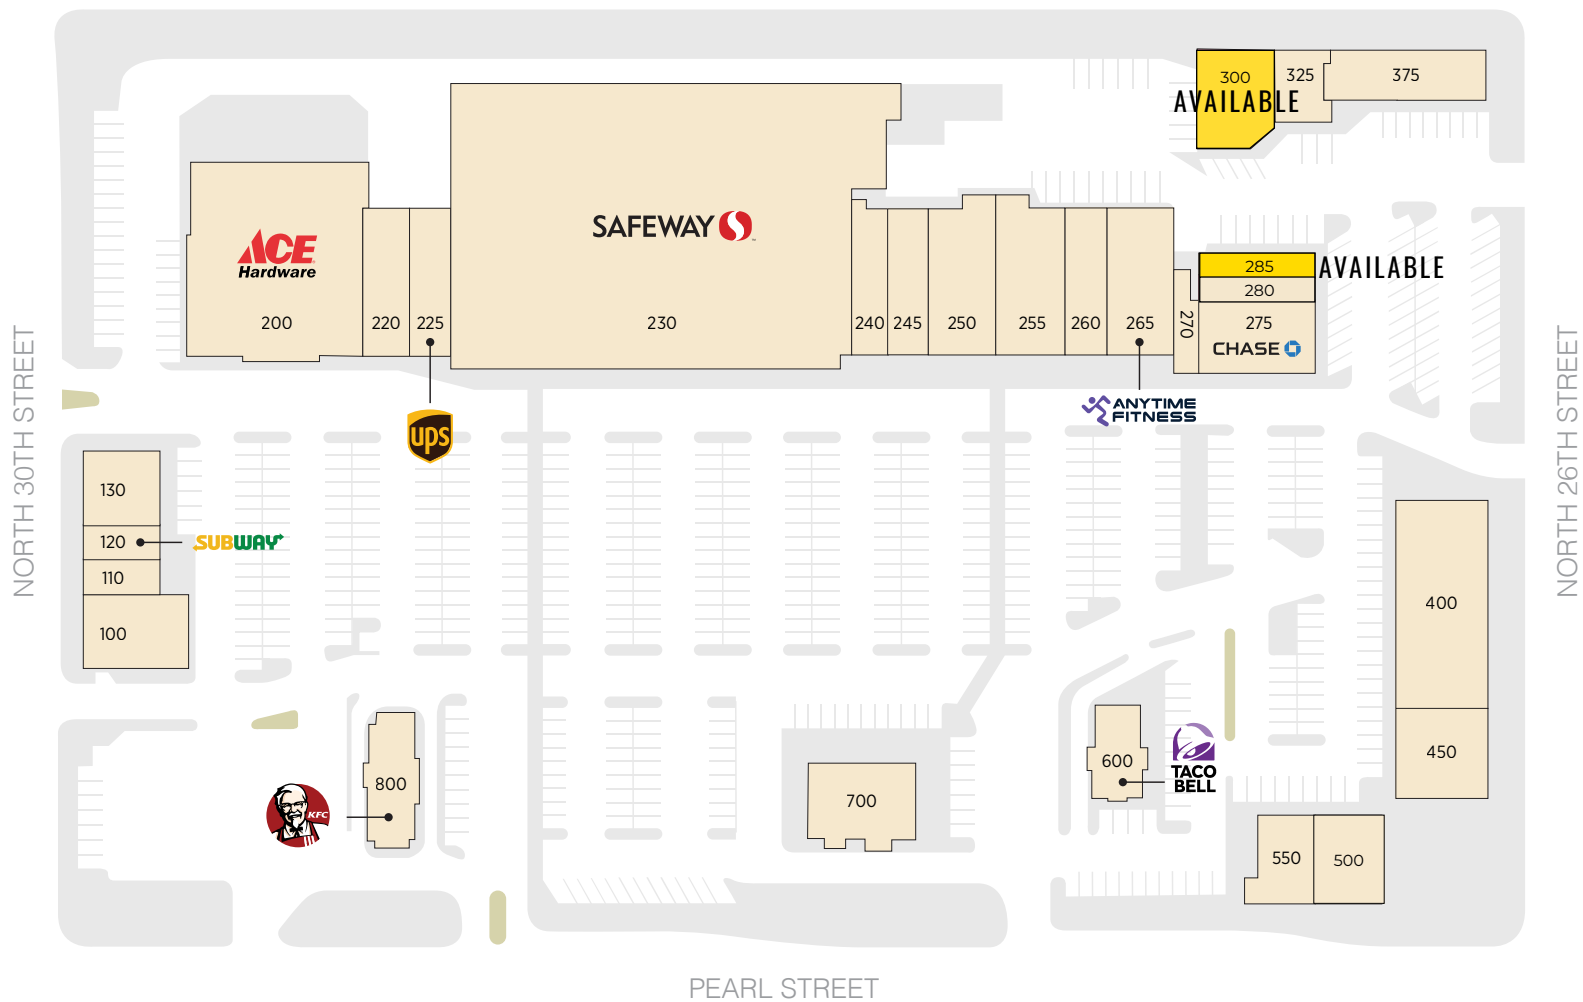 300
325
375
AVAILABLE
SAFEWAY
ACE
Hardware
285
AVAILABLE
280
200
220
225
230
240
245
250
255
260
265
270
275
CHASE
ANYTIME
FITNESS
ups
NORTH 30TH STREET
NORTH 26TH STREET
130
120
SUBWAY
110
100
400
450
600
TACO
BELL
800
KFC
700
550
500
PEARL STREET